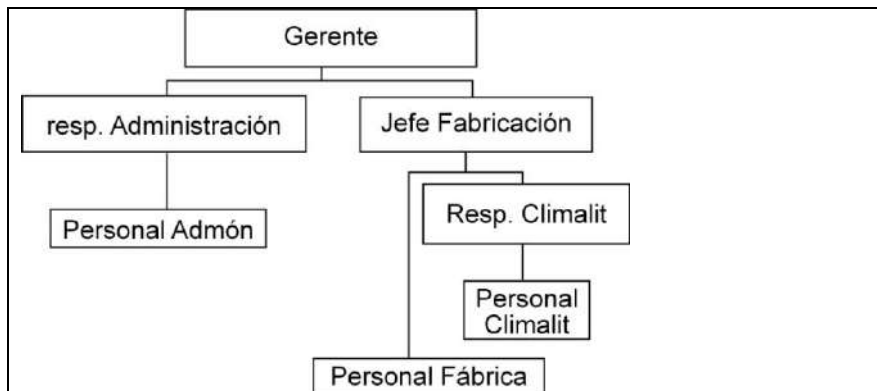 Gerente
resp. Administración
Jefe Fabricación
Resp. Climalit
Personal Admón
Personal
Climalit
Personal Fábrica